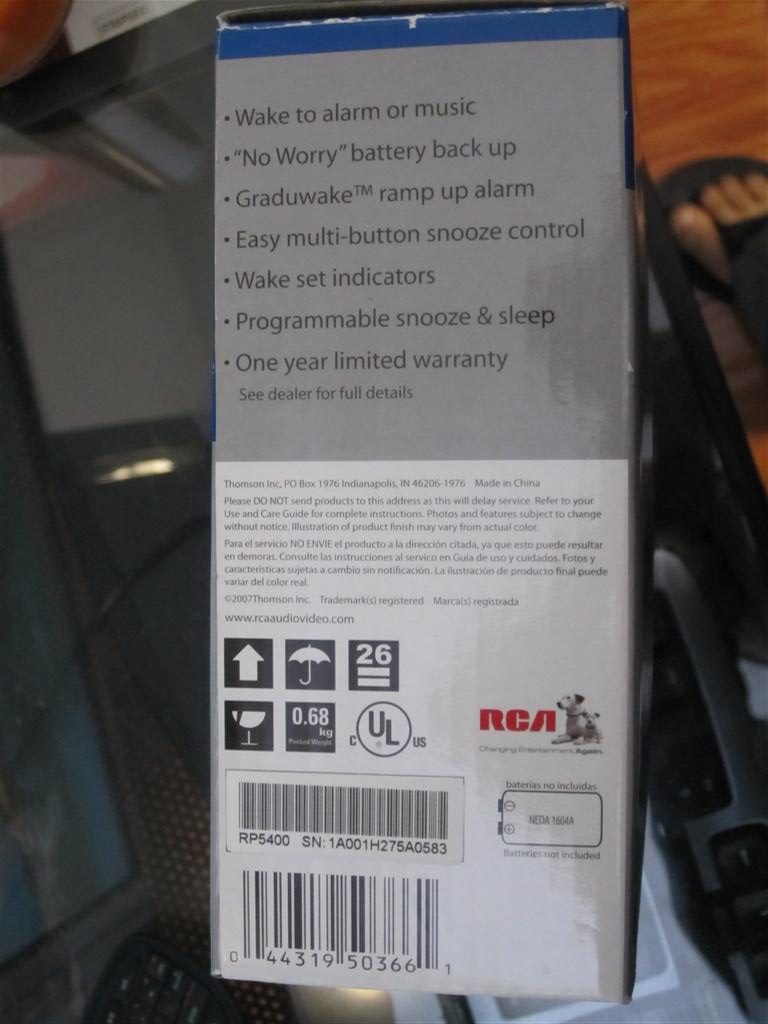 • Wake to alarm or music
• “No Worry” battery back up
• Graduwake™ ramp up alarm
• Easy multi-button snooze control
• Wake set indicators
• Programmable snooze & sleep
• One year limited warranty
See dealer for full details
Thomson Inc, PO Box 1976 Indianapolis, IN 46206-1976 Made in China
Please DO NOT send products to this address as this will delay service. Refer to your
Use and Care Guide for complete instructions. Photos and features subject to change
without notice. Illustration of product finish may vary from actual color.
Para el servicio NO ENVIE el producto a la dirección citada, ya que esto puede resultar
en demoras. Consulte las instrucciones al servico en Guia de uso y cuidados. Fotos y
características sujetas a cambio sin notificación. La ilustración de producto final puede
variar del color real.
©2007Thomson Inc. Trademark(s) registered Marca(s) registrada
www.rcaaudiovideo.com
26
0.68
kg
Packed Weight
C UL ® US
RCA
Changing Entertainment. Again.
RP5400 SN: 1A001H275A0583
baterías no incluidas
NEDA 1604A
Batteries not included
0 44319 50366 1